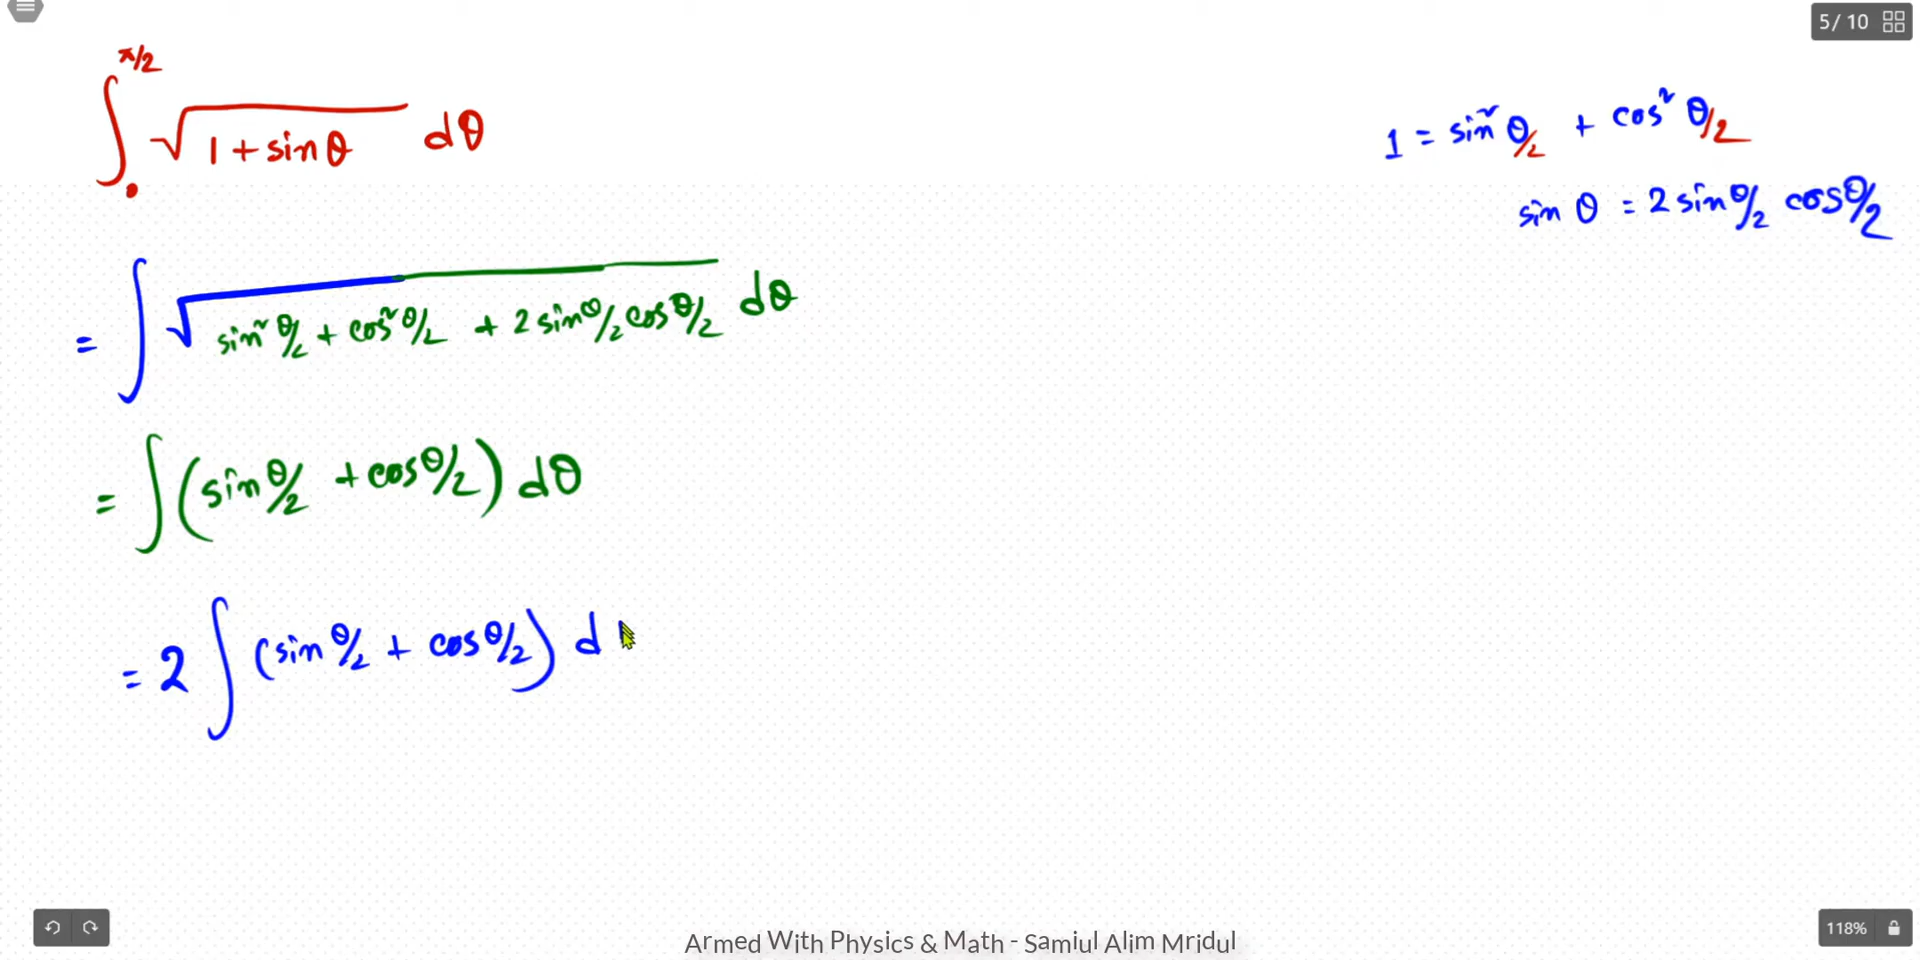 5 / 10
∫₀^π/2 √(1 + sin θ) dθ
1 = sin² θ/2 + cos² θ/2
sin θ = 2 sin θ/2 cos θ/2
= ∫ √(sin² θ/2 + cos² θ/2 + 2 sin θ/2 cos θ/2) dθ
= ∫ (sin θ/2 + cos θ/2) dθ
= 2 ∫ (sin θ/2 + cos θ/2) d
118%
Armed With Physics & Math - Samiul Alim Mridul